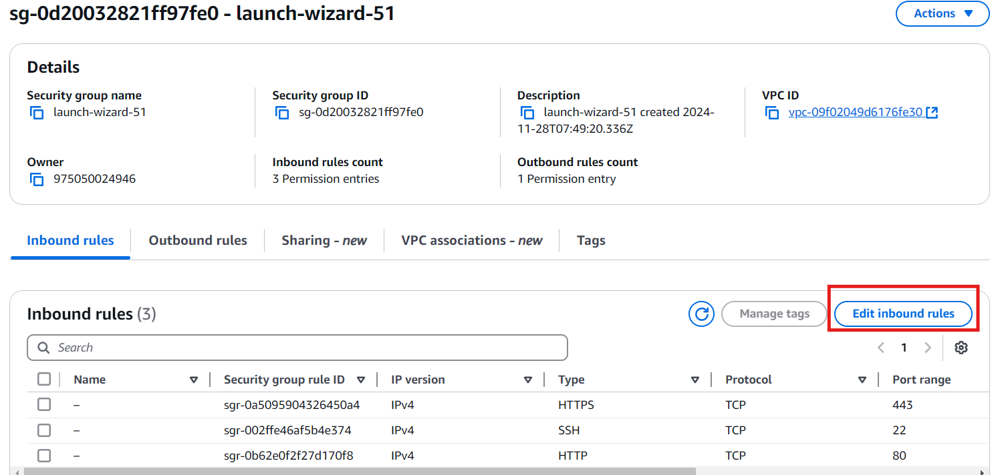 sg-0d20032821ff97fe0 - launch-wizard-51
Actions
Details
Security group name
launch-wizard-51
Security group ID
sg-0d20032821ff97fe0
Description
launch-wizard-51 created 2024-
11-28T07:49:20.336Z
VPC ID
vpc-09f02049d6176fe30
Owner
975050024946
Inbound rules count
3 Permission entries
Outbound rules count
1 Permission entry
Inbound rules Outbound rules Sharing - new VPC associations - new Tags
Inbound rules (3)
Manage tags Edit inbound rules
Search
1
Name Security group rule ID IP version Type Protocol Port range
– sgr-0a5095904326450a4 IPv4 HTTPS TCP 443
– sgr-002ffe46af5b4e374 IPv4 SSH TCP 22
– sgr-0b62e0f2f27d170f8 IPv4 HTTP TCP 80